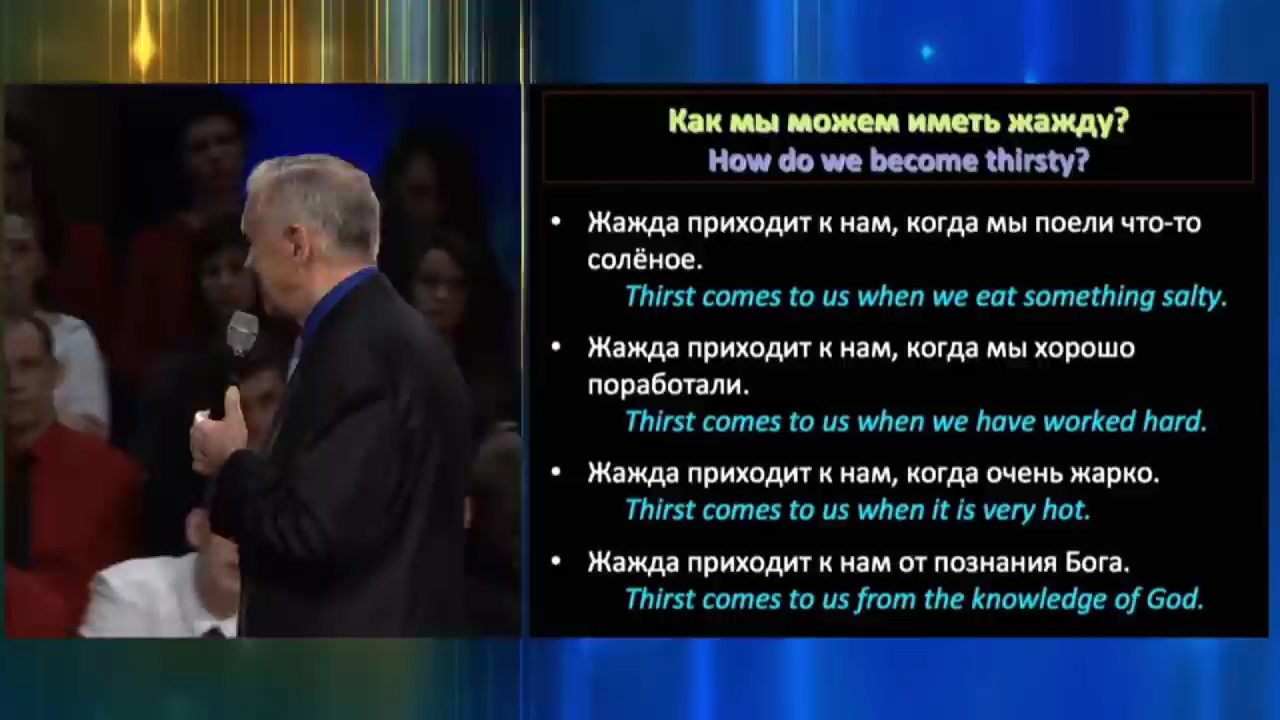 Как мы можем иметь жажду?
How do we become thirsty?
• Жажда приходит к нам, когда мы поели что-то
солёное.
Thirst comes to us when we eat something salty.
• Жажда приходит к нам, когда мы хорошо
поработали.
Thirst comes to us when we have worked hard.
• Жажда приходит к нам, когда очень жарко.
Thirst comes to us when it is very hot.
• Жажда приходит к нам от познания Бога.
Thirst comes to us from the knowledge of God.